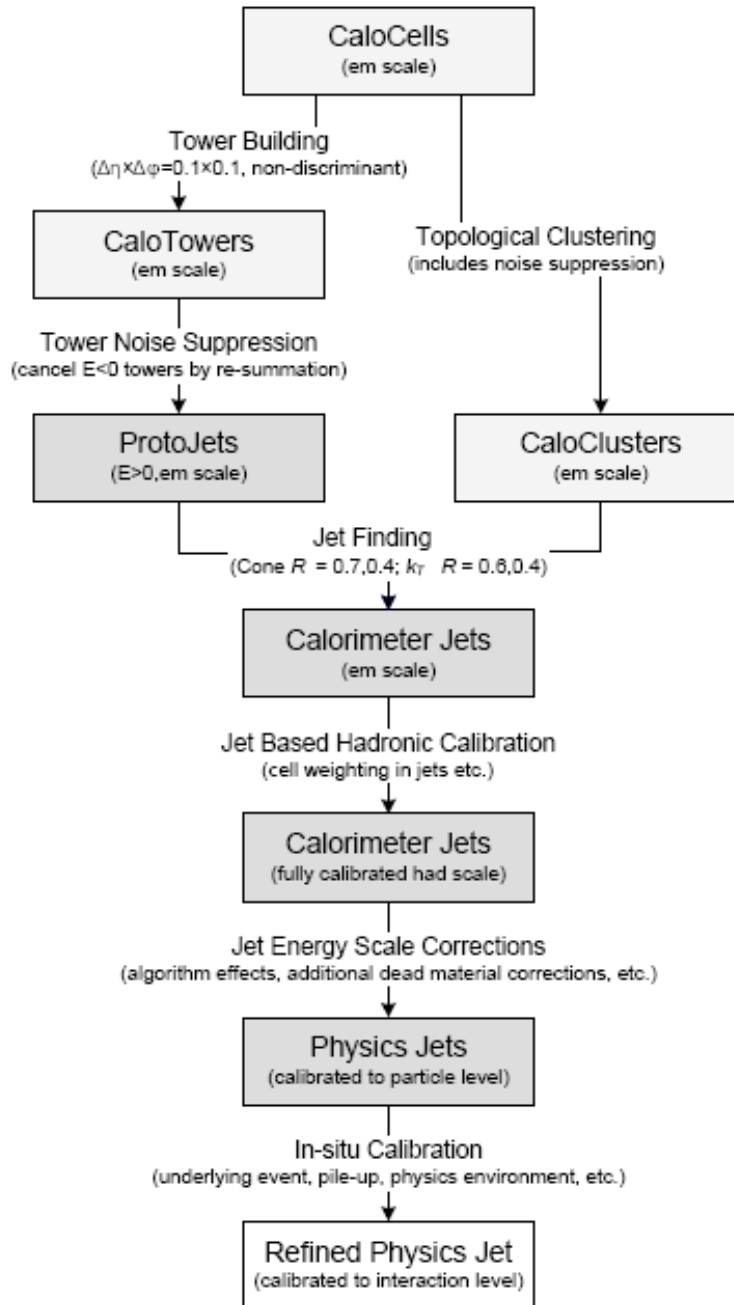 CaloCells
(em scale)
Tower Building
(Δη×Δφ=0.1×0.1, non-discriminant)
CaloTowers
(em scale)
Topological Clustering
(includes noise suppression)
Tower Noise Suppression
(cancel E<0 towers by re-summation)
ProtoJets
(E>0,em scale)
CaloClusters
(em scale)
Jet Finding
(Cone R = 0.7,0.4; kT R = 0.6,0.4)
Calorimeter Jets
(em scale)
Jet Based Hadronic Calibration
(cell weighting in jets etc.)
Calorimeter Jets
(fully calibrated had scale)
Jet Energy Scale Corrections
(algorithm effects, additional dead material corrections, etc.)
Physics Jets
(calibrated to particle level)
In-situ Calibration
(underlying event, pile-up, physics environment, etc.)
Refined Physics Jet
(calibrated to interaction level)